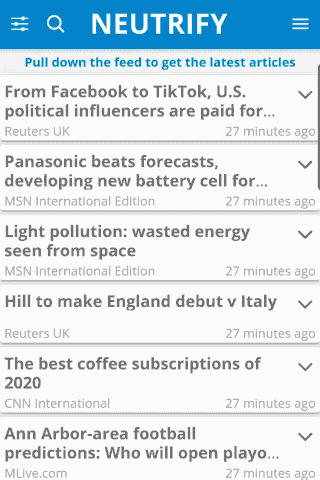 NEUTRIFY
Pull down the feed to get the latest articles
From Facebook to TikTok, U.S.
political influencers are paid for...
Reuters UK 27 minutes ago
Panasonic beats forecasts,
developing new battery cell for...
MSN International Edition 27 minutes ago
Light pollution: wasted energy
seen from space
MSN International Edition 27 minutes ago
Hill to make England debut v Italy
Reuters UK 27 minutes ago
The best coffee subscriptions of
2020
CNN International 27 minutes ago
Ann Arbor-area football
predictions: Who will open playo...
MLive.com 27 minutes ago